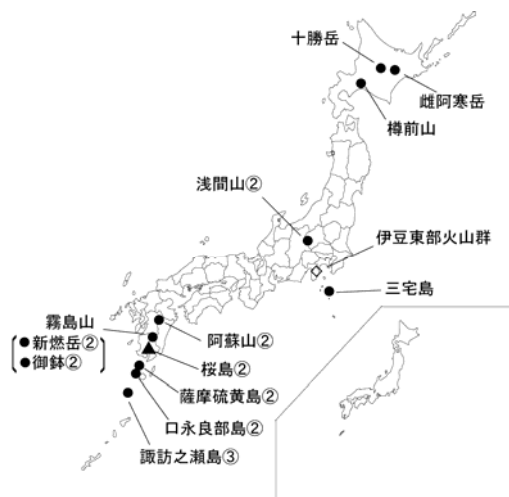 十勝岳
雌阿寒岳
樽前山
浅間山②
伊豆東部火山群
三宅島
霧島山
●新燃岳②
●御鉢②
阿蘇山②
桜島②
薩摩硫黄島②
口永良部島②
諏訪之瀬島③